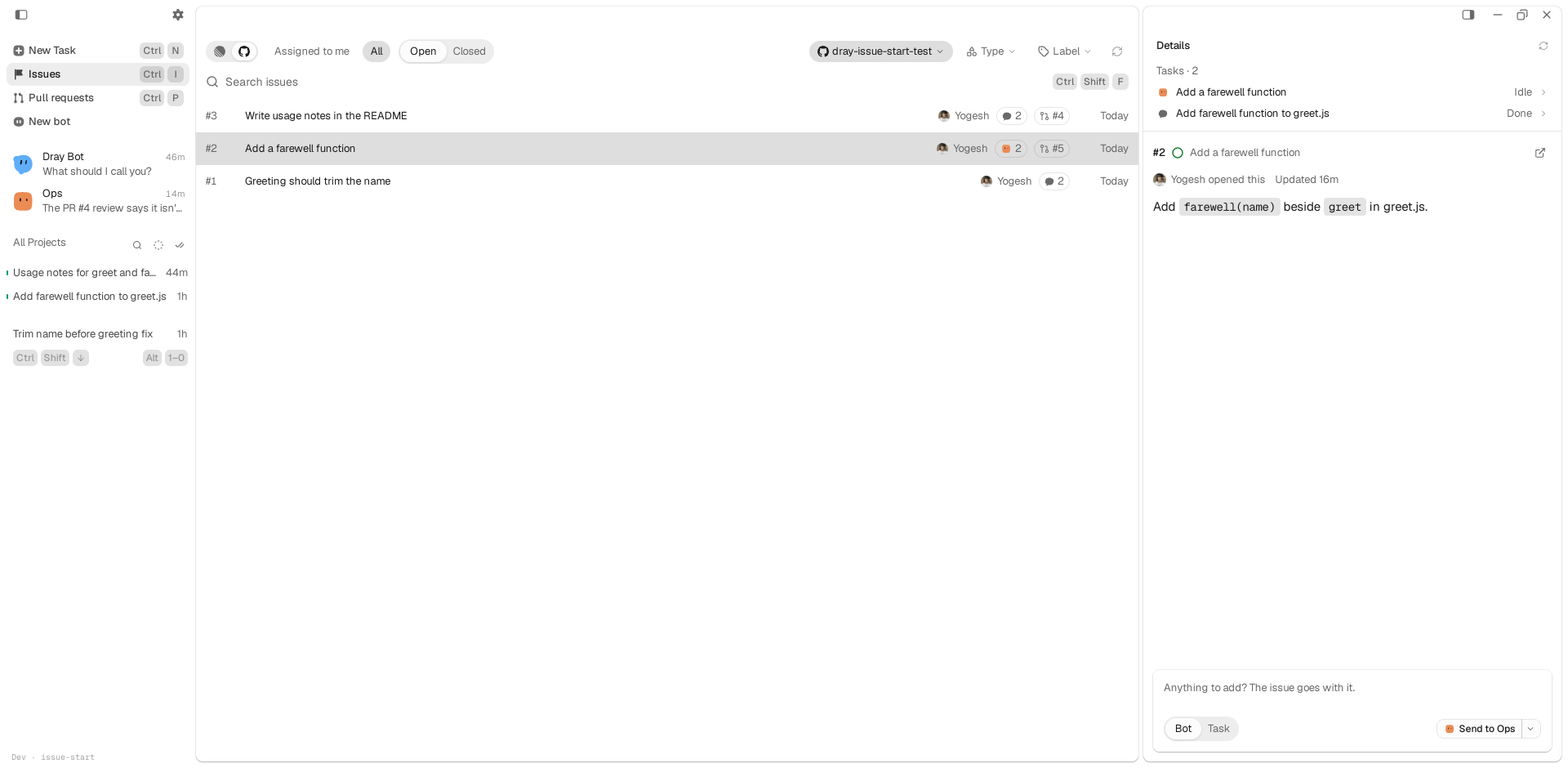 New Task Ctrl N
Issues Ctrl I
Pull requests Ctrl P
New bot
Dray Bot 46m
What should I call you?
Ops 14m
The PR #4 review says it isn'...
All Projects
Usage notes for greet and fa... 44m
Add farewell function to greet.js 1h
Trim name before greeting fix 1h
Ctrl Shift ↓ Alt 1–0
Dev · issue-start
Assigned to me All Open Closed dray-issue-start-test Type Label
Search issues Ctrl Shift F
#3 Write usage notes in the README Yogesh 2 #4 Today
#2 Add a farewell function Yogesh 2 #5 Today
#1 Greeting should trim the name Yogesh 2 Today
Details
Tasks · 2
Add a farewell function Idle
Add farewell function to greet.js Done
#2 Add a farewell function
Yogesh opened this Updated 16m
Add farewell(name) beside greet in greet.js.
Anything to add? The issue goes with it.
Bot Task Send to Ops